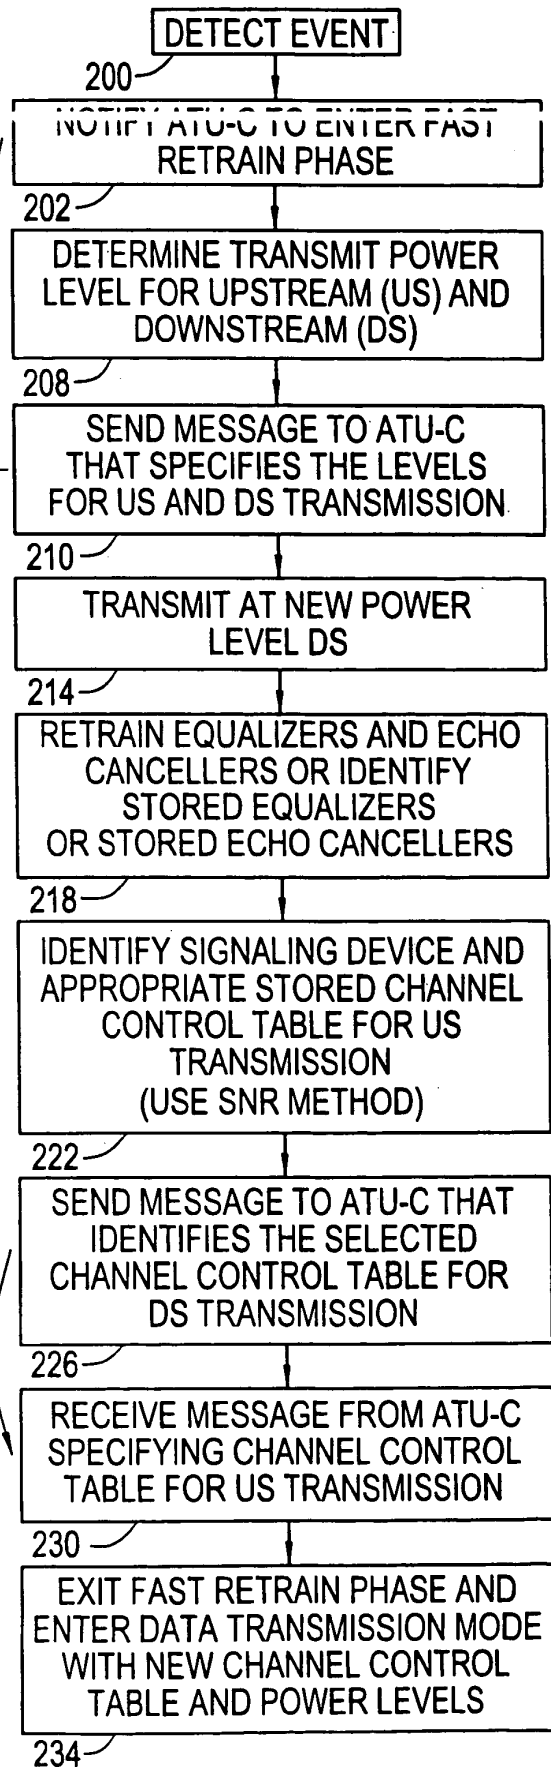 DETECT EVENT
200
NOTIFY ATU-C TO ENTER FAST
RETRAIN PHASE
202
DETERMINE TRANSMIT POWER
LEVEL FOR UPSTREAM (US) AND
DOWNSTREAM (DS)
208
SEND MESSAGE TO ATU-C
THAT SPECIFIES THE LEVELS
FOR US AND DS TRANSMISSION
210
TRANSMIT AT NEW POWER
LEVEL DS
214
RETRAIN EQUALIZERS AND ECHO
CANCELLERS OR IDENTIFY
STORED EQUALIZERS
OR STORED ECHO CANCELLERS
218
IDENTIFY SIGNALING DEVICE AND
APPROPRIATE STORED CHANNEL
CONTROL TABLE FOR US
TRANSMISSION
(USE SNR METHOD)
222
SEND MESSAGE TO ATU-C THAT
IDENTIFIES THE SELECTED
CHANNEL CONTROL TABLE FOR
DS TRANSMISSION
226
RECEIVE MESSAGE FROM ATU-C
SPECIFYING CHANNEL CONTROL
TABLE FOR US TRANSMISSION
230
EXIT FAST RETRAIN PHASE AND
ENTER DATA TRANSMISSION MODE
WITH NEW CHANNEL CONTROL
TABLE AND POWER LEVELS
234